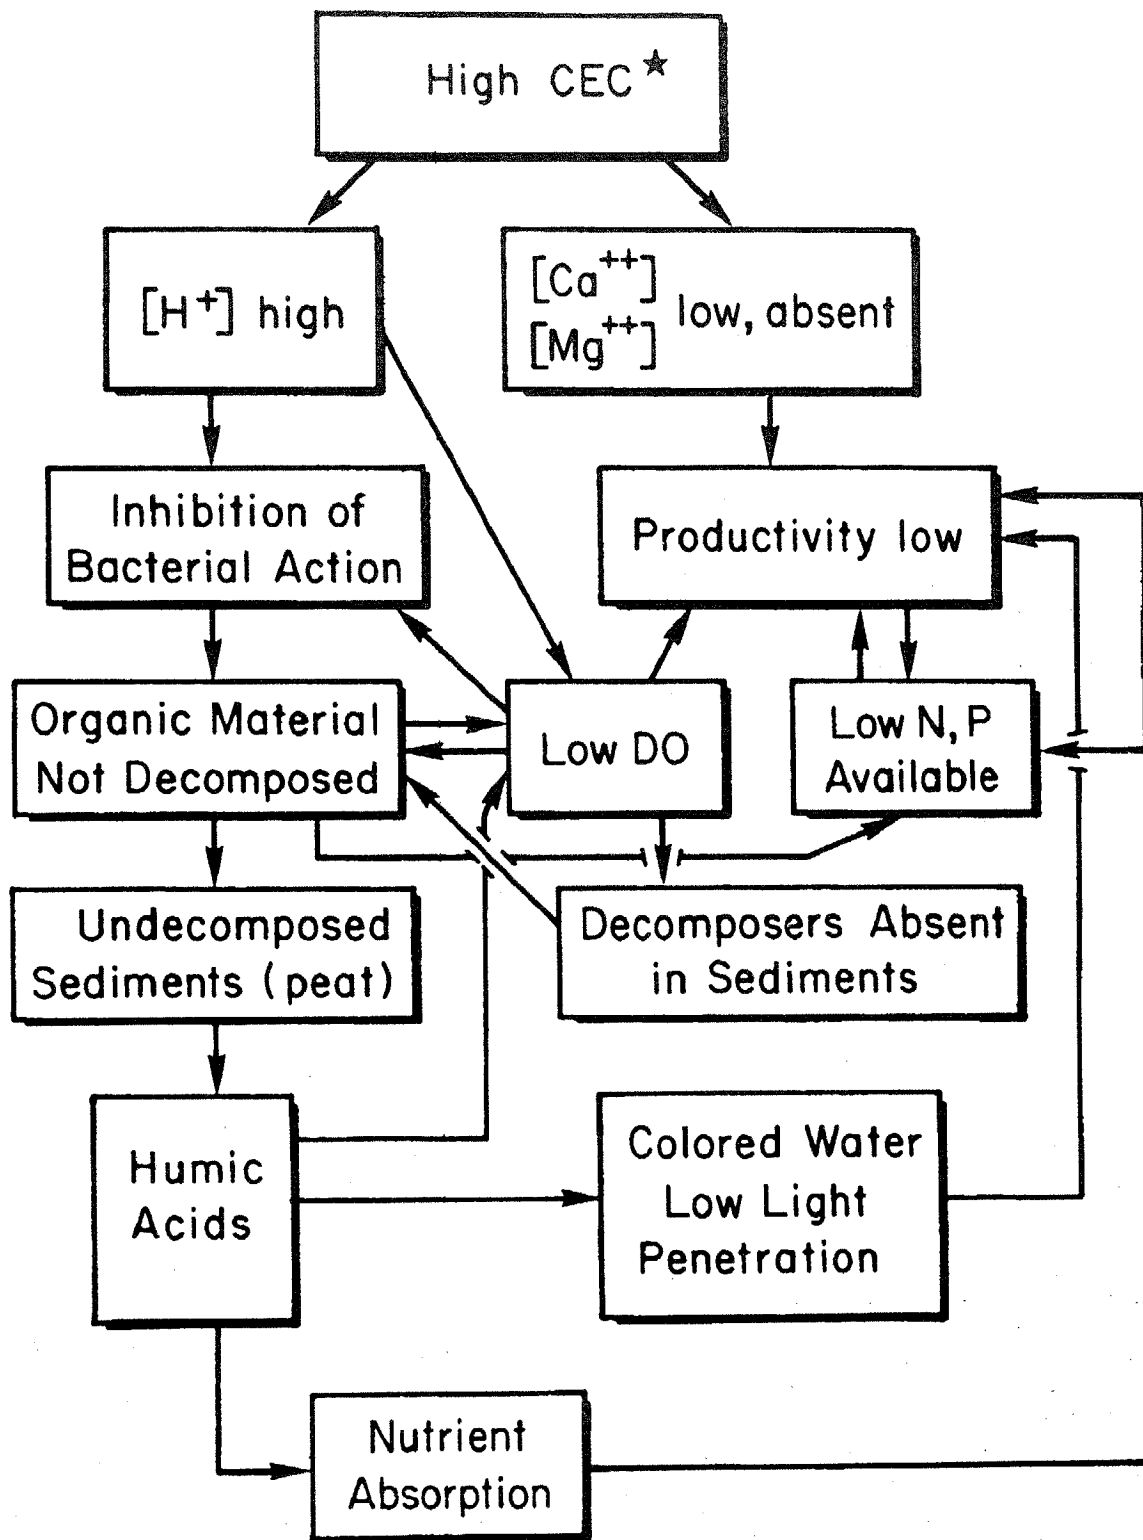 High CEC★
[H⁺] high
[Ca⁺⁺]
[Mg⁺⁺]
low, absent
Inhibition of
Bacterial Action
Productivity low
Organic Material
Not Decomposed
Low DO
Low N, P
Available
Undecomposed
Sediments (peat)
Decomposers Absent
in Sediments
Humic
Acids
Colored Water
Low Light
Penetration
Nutrient
Absorption